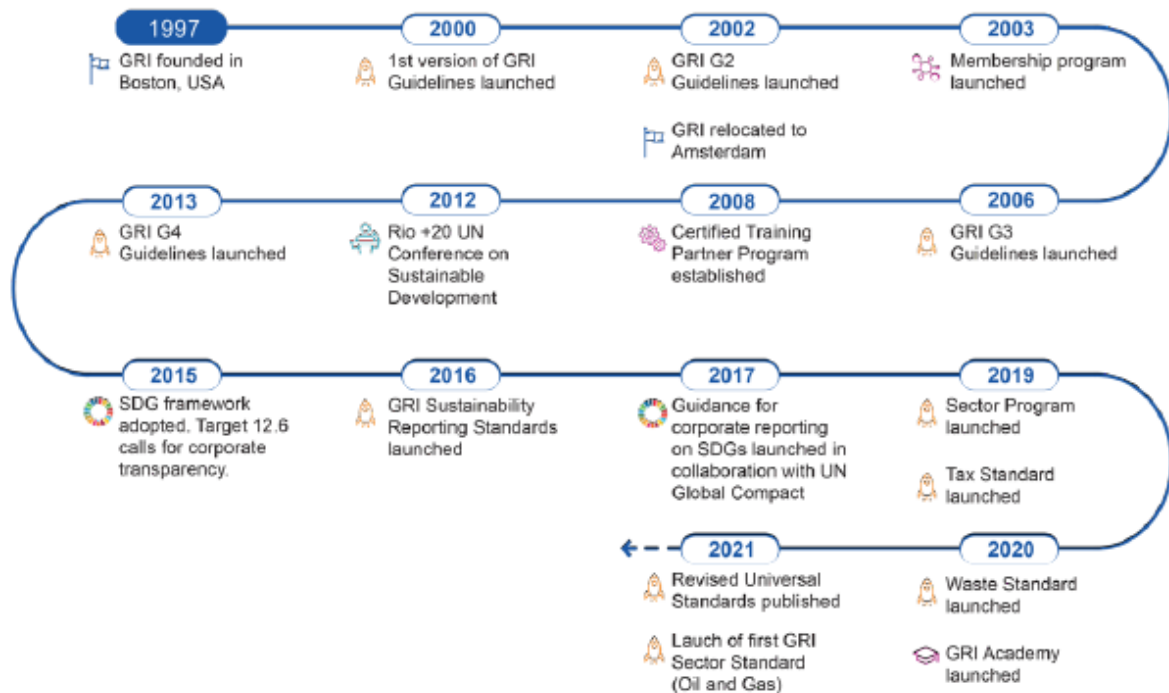 1997
GRI founded in
Boston, USA
2000
1st version of GRI
Guidelines launched
2002
GRI G2
Guidelines launched
GRI relocated to
Amsterdam
2003
Membership program
launched
2006
GRI G3
Guidelines launched
2008
Certified Training
Partner Program
established
2012
Rio +20 UN
Conference on
Sustainable
Development
2013
GRI G4
Guidelines launched
2015
SDG framework
adopted. Target 12.6
calls for corporate
transparency.
2016
GRI Sustainability
Reporting Standards
launched
2017
Guidance for
corporate reporting
on SDGs launched in
collaboration with UN
Global Compact
2019
Sector Program
launched
Tax Standard
launched
2020
Waste Standard
launched
GRI Academy
launched
2021
Revised Universal
Standards published
Lauch of first GRI
Sector Standard
(Oil and Gas)